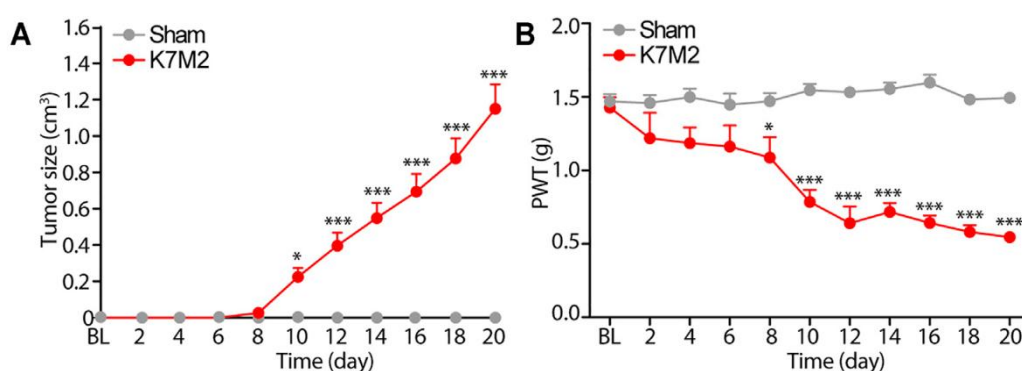 A
Sham
K7M2
Tumor size (cm³)
1.6
1.4
1.2
1.0
0.8
0.6
0.4
0.2
0
* *** *** *** *** ***
BL 2 4 6 8 10 12 14 16 18 20
Time (day)
B
Sham
K7M2
PWT (g)
2.0
1.5
1.0
0.5
0.0
* *** *** *** *** *** ***
BL 2 4 6 8 10 12 14 16 18 20
Time (day)